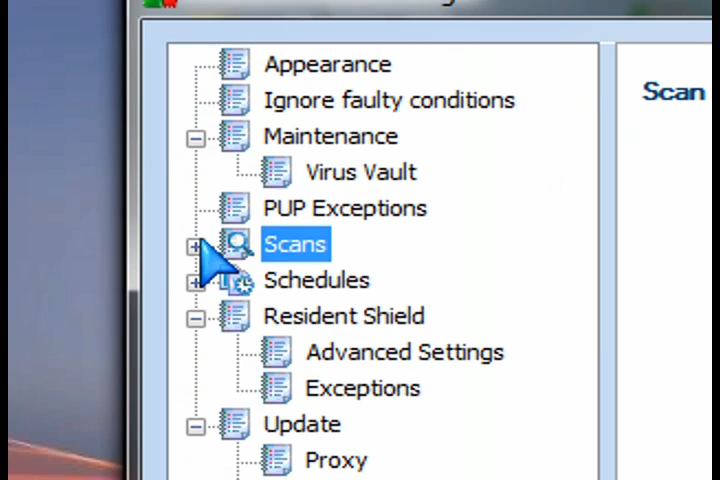 Appearance
Ignore faulty conditions
Maintenance
Virus Vault
PUP Exceptions
Scans
Schedules
Resident Shield
Advanced Settings
Exceptions
Update
Proxy
Scan